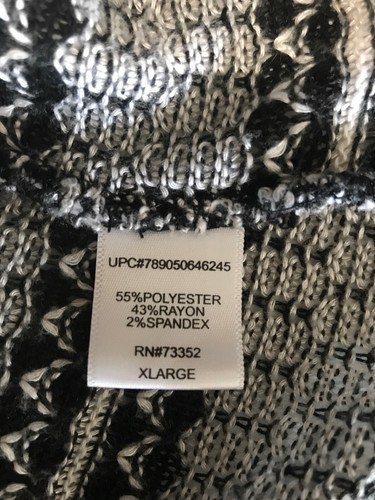 UPC#789050646245
55%POLYESTER
43%RAYON
2%SPANDEX
RN#73352
XLARGE